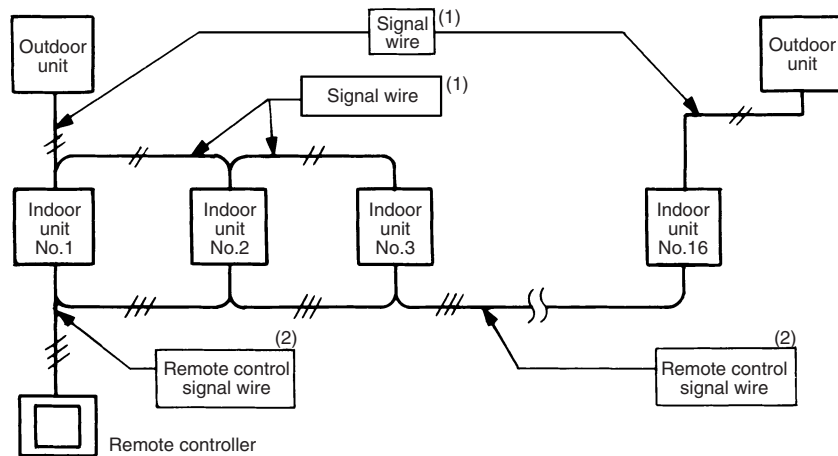 Outdoor
unit
Signal
wire
(1)
Outdoor
unit
Signal wire
(1)
Indoor
unit
No.1
Indoor
unit
No.2
Indoor
unit
No.3
Indoor
unit
No.16
(2)
Remote control
signal wire
(2)
Remote control
signal wire
Remote controller